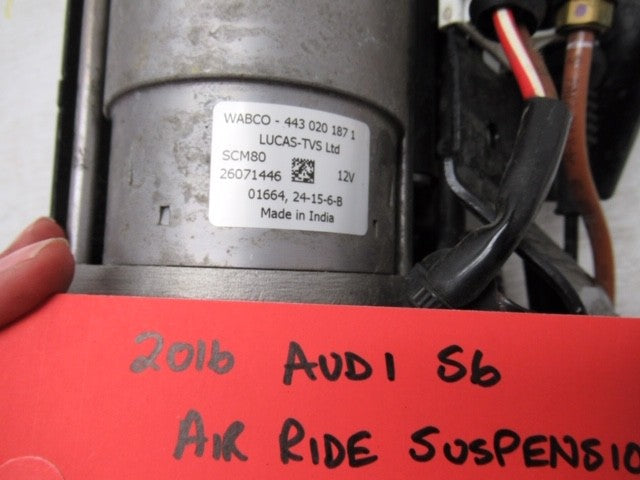 WABCO - 443 020 187 1
LUCAS-TVS Ltd
SCM80
26071446 12V
01664, 24-15-6-B
Made in India
2016 AUDI S6
AIR RIDE SUSPENSIO